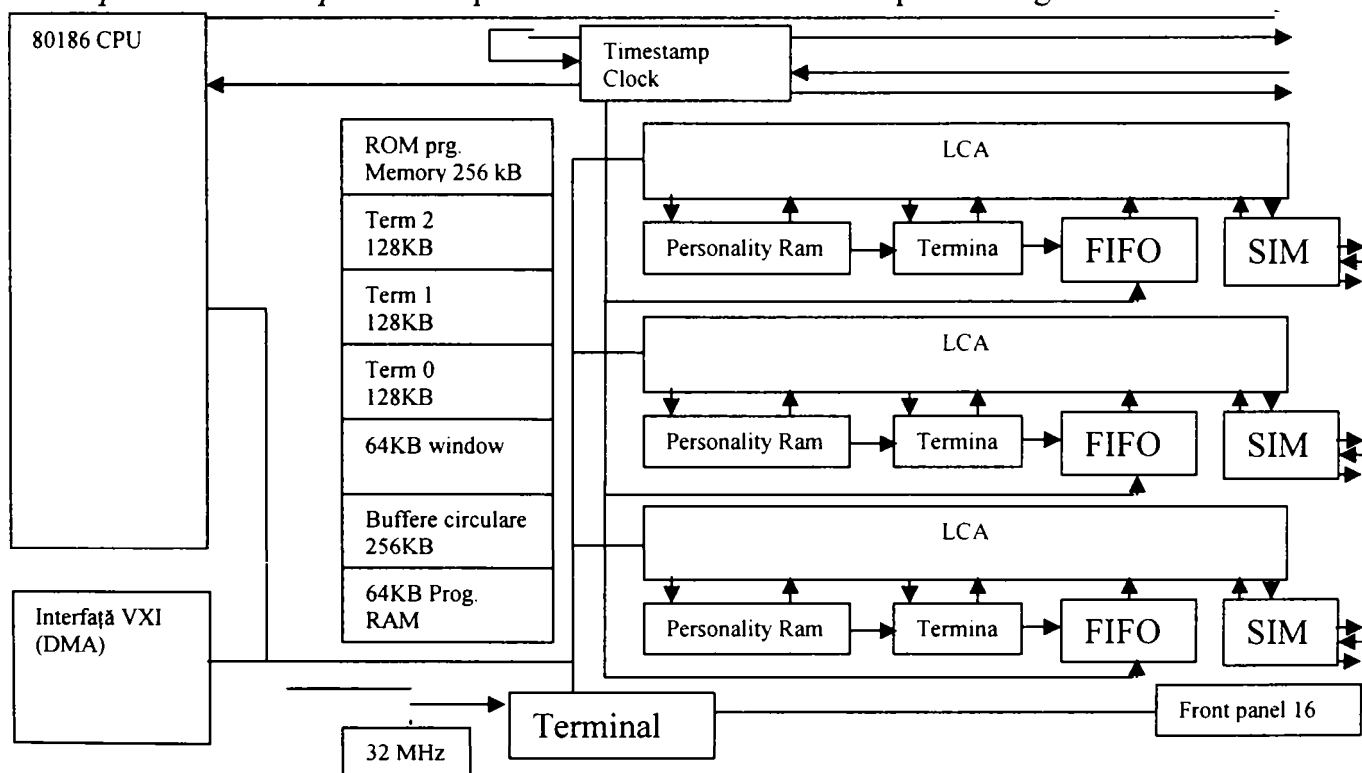 80186 CPU
Timestamp
Clock
ROM prg.
Memory 256 kB
Term 2
128KB
Term 1
128KB
Term 0
128KB
64KB window
Buffere circulare
256KB
64KB Prog.
RAM
LCA
Personality Ram
Termina
FIFO
SIM
LCA
Personality Ram
Termina
FIFO
SIM
LCA
Personality Ram
Termina
FIFO
SIM
Interfaţă VXI
(DMA)
32 MHz
Terminal
Front panel 16